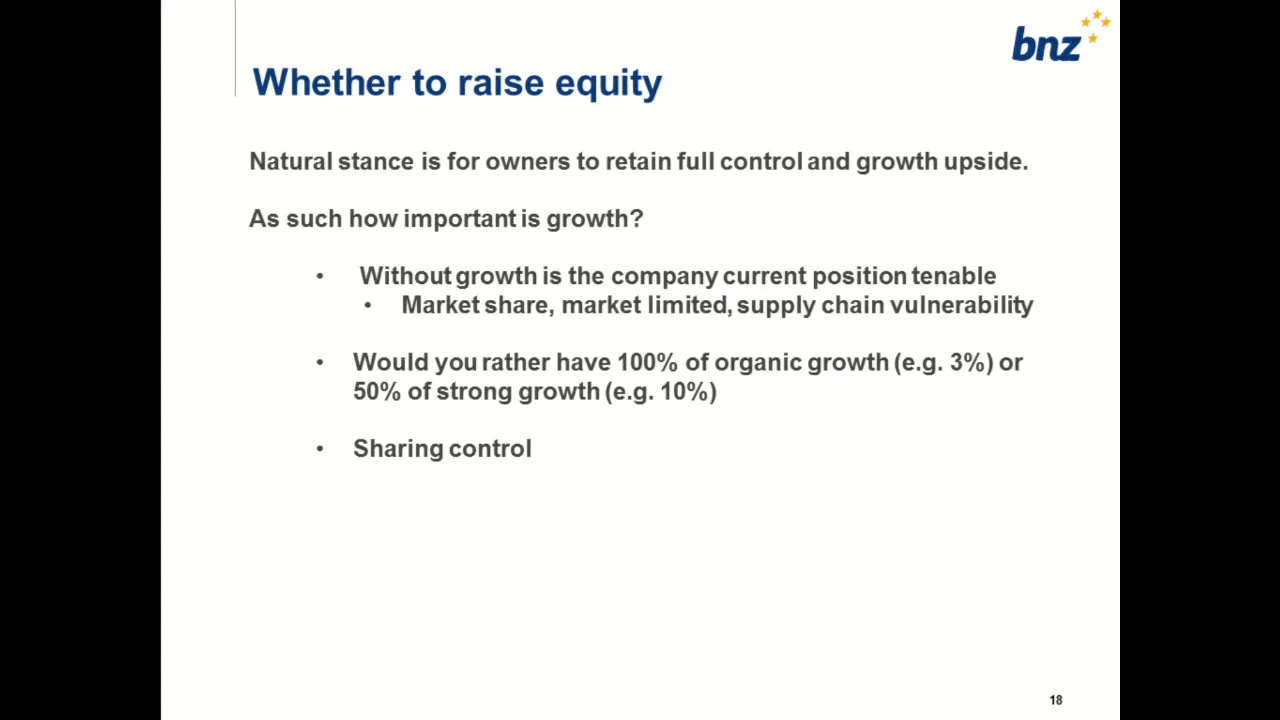 bnz
Whether to raise equity
Natural stance is for owners to retain full control and growth upside.
As such how important is growth?
• Without growth is the company current position tenable
• Market share, market limited, supply chain vulnerability
• Would you rather have 100% of organic growth (e.g. 3%) or
50% of strong growth (e.g. 10%)
• Sharing control
18